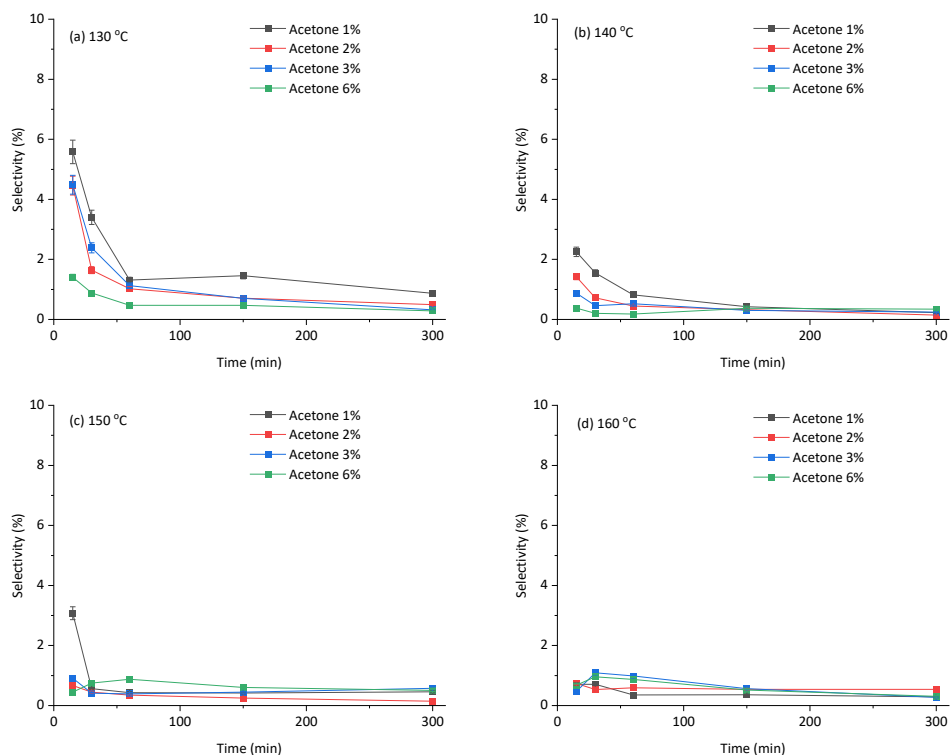 (a) 130 °C
Acetone 1%
Acetone 2%
Acetone 3%
Acetone 6%
Selectivity (%)
10
8
6
4
2
0
0
100
200
300
Time (min)
(b) 140 °C
Acetone 1%
Acetone 2%
Acetone 3%
Acetone 6%
Selectivity (%)
10
8
6
4
2
0
0
100
200
300
Time (min)
(c) 150 °C
Acetone 1%
Acetone 2%
Acetone 3%
Acetone 6%
Selectivity (%)
10
8
6
4
2
0
0
100
200
300
Time (min)
(d) 160 °C
Acetone 1%
Acetone 2%
Acetone 3%
Acetone 6%
Selectivity (%)
10
8
6
4
2
0
0
100
200
300
Time (min)